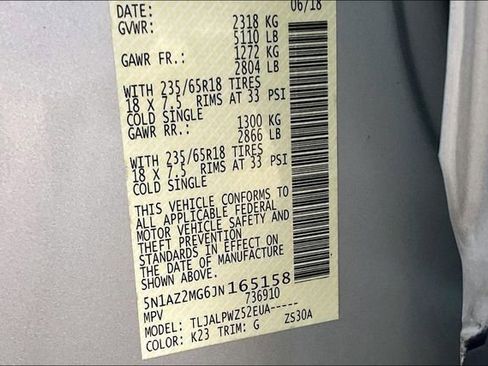 DATE: 06/18
GVWR: 2318 KG
5110 LB
GAWR FR.: 1272 KG
2804 LB
WITH 235/65R18 TIRES
18 X 7.5 RIMS AT 33 PSI
COLD SINGLE
GAWR RR.: 1300 KG
2866 LB
WITH 235/65R18 TIRES
18 X 7.5 RIMS AT 33 PSI
COLD SINGLE
THIS VEHICLE CONFORMS TO
ALL APPLICABLE FEDERAL
MOTOR VEHICLE SAFETY AND
THEFT PREVENTION
STANDARDS IN EFFECT ON
THE DATE OF MANUFACTURE
SHOWN ABOVE.
5N1AZ2MG6JN165158
MPV 736910
MODEL: TLJALPWZ52EUA-----
COLOR: K23 TRIM: G ZS30A